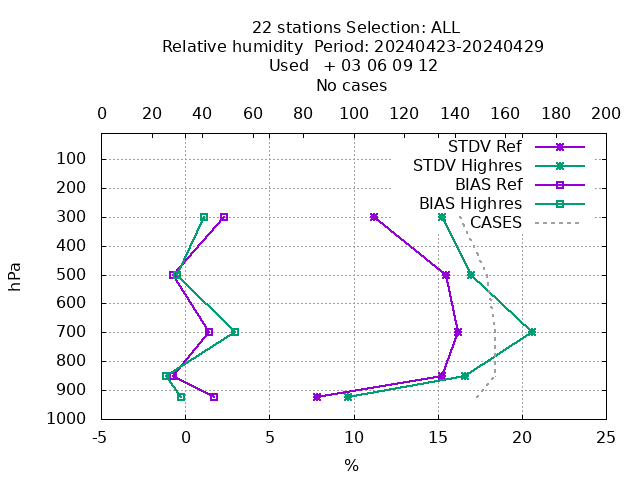 22 stations Selection: ALL
Relative humidity  Period: 20240423-20240429
Used   + 03 06 09 12
No cases
0 20 30 40 60 80 100 120 140 160 180 200
STDV Ref
STDV Highres
BIAS Ref
BIAS Highres
CASES
100
200
300
400
500
600
700
800
900
1000
hPa
-5 0 5 10 15 20 25
%